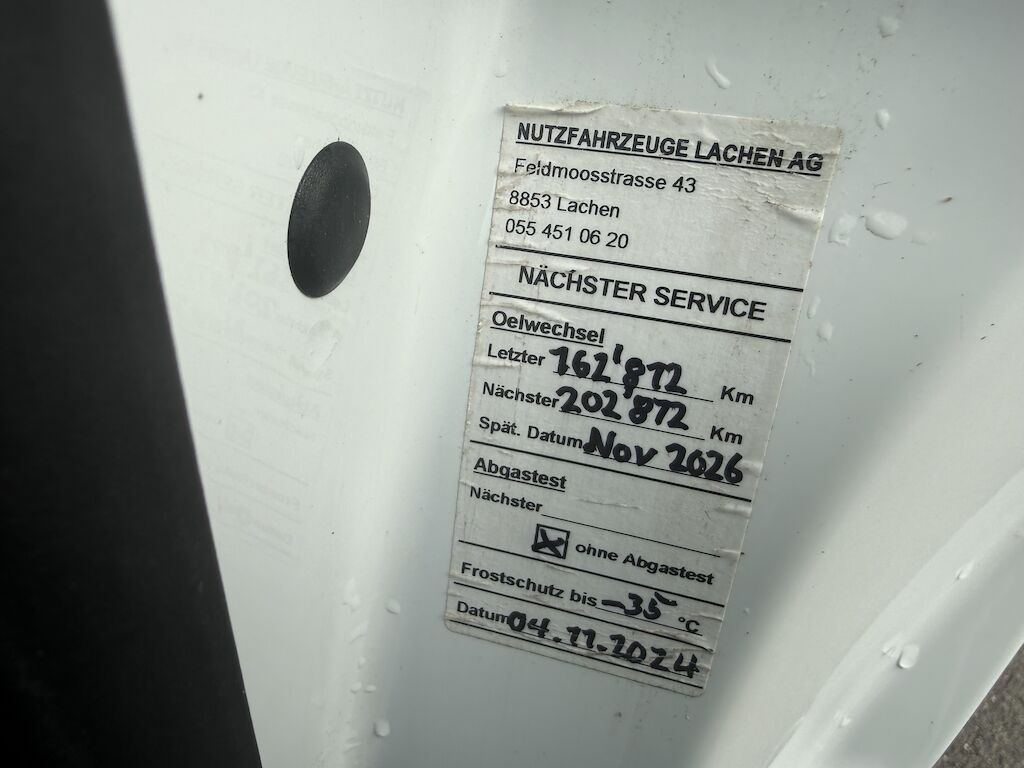 NUTZFAHRZEUGE LACHEN AG
Feldmoosstrasse 43
8853 Lachen
055 451 06 20
NÄCHSTER SERVICE
Oelwechsel
Letzter 162'872 Km
Nächster 202'872 Km
Spät. Datum Nov 2026
Abgastest
Nächster
ohne Abgastest
Frostschutz bis -35 °C
Datum 04.11.2024